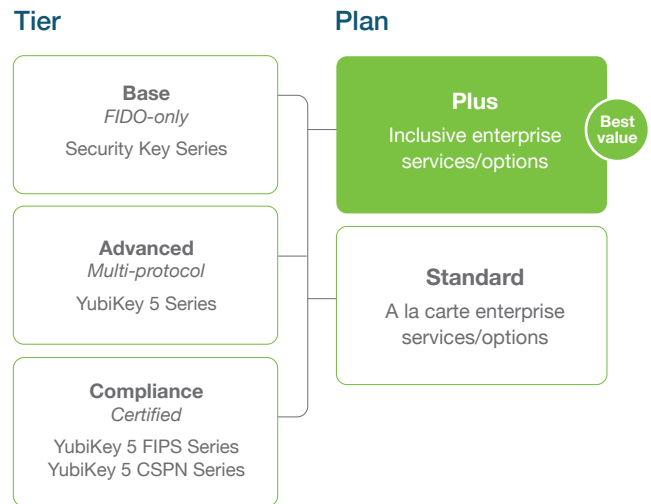 Tier
Base
FIDO-only
Security Key Series
Advanced
Multi-protocol
YubiKey 5 Series
Compliance
Certified
YubiKey 5 FIPS Series
YubiKey 5 CSPN Series
Plan
Plus
Inclusive enterprise
services/options
Best
value
Standard
A la carte enterprise
services/options